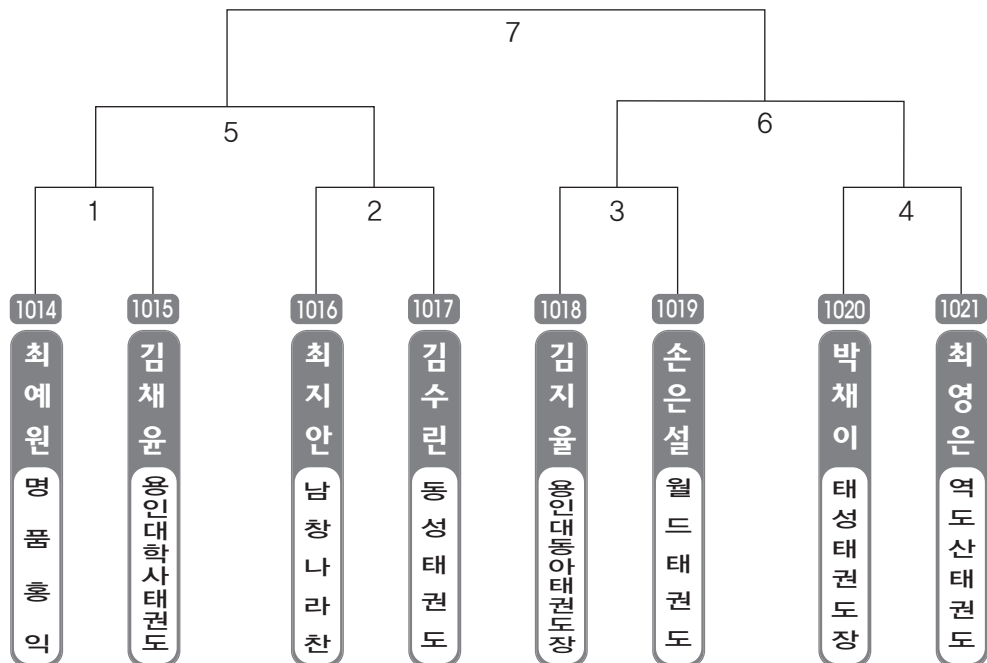 7
5
6
1
2
3
4
1014
1015
1016
1017
1018
1019
1020
1021
최예원
김채윤
최지안
김수린
김지율
손은설
박채이
최영은
명품홍익
용인대학사태권도
남창나라찬
동성태권도
용인대동아태권도장
월드태권도
태성태권도장
역도산태권도